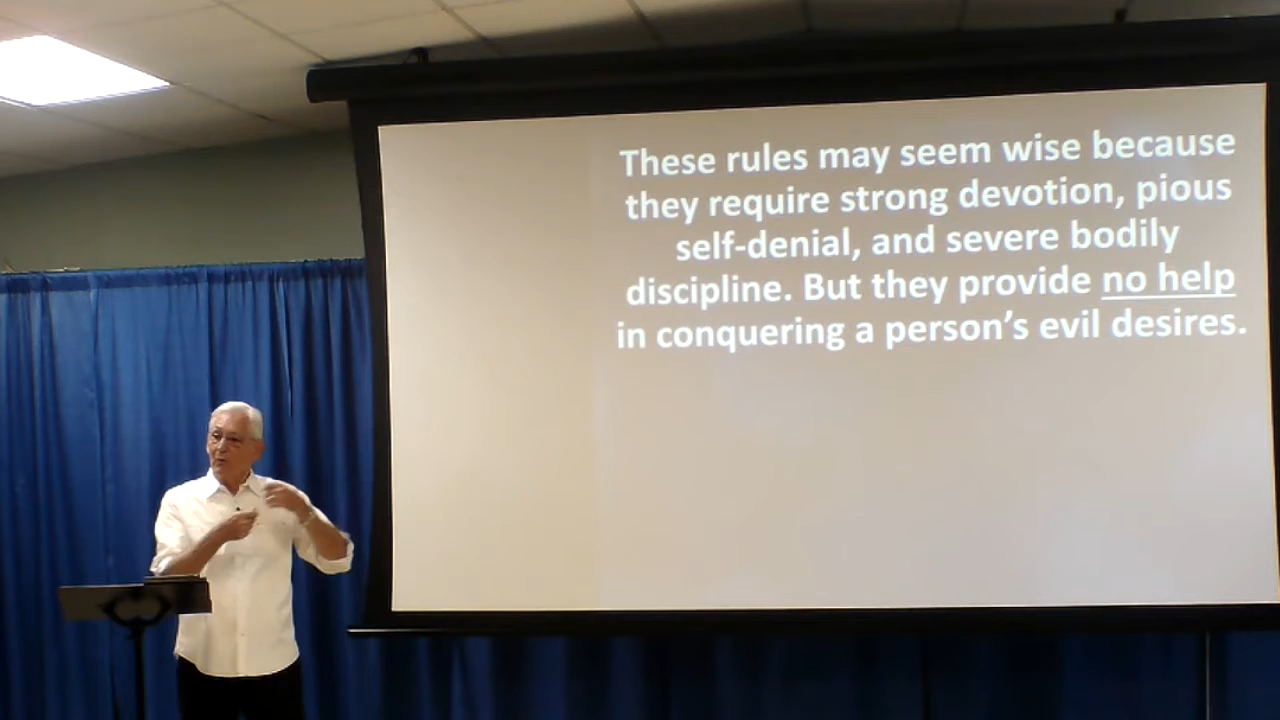 These rules may seem wise because
they require strong devotion, pious
self-denial, and severe bodily
discipline. But they provide no help
in conquering a person’s evil desires.